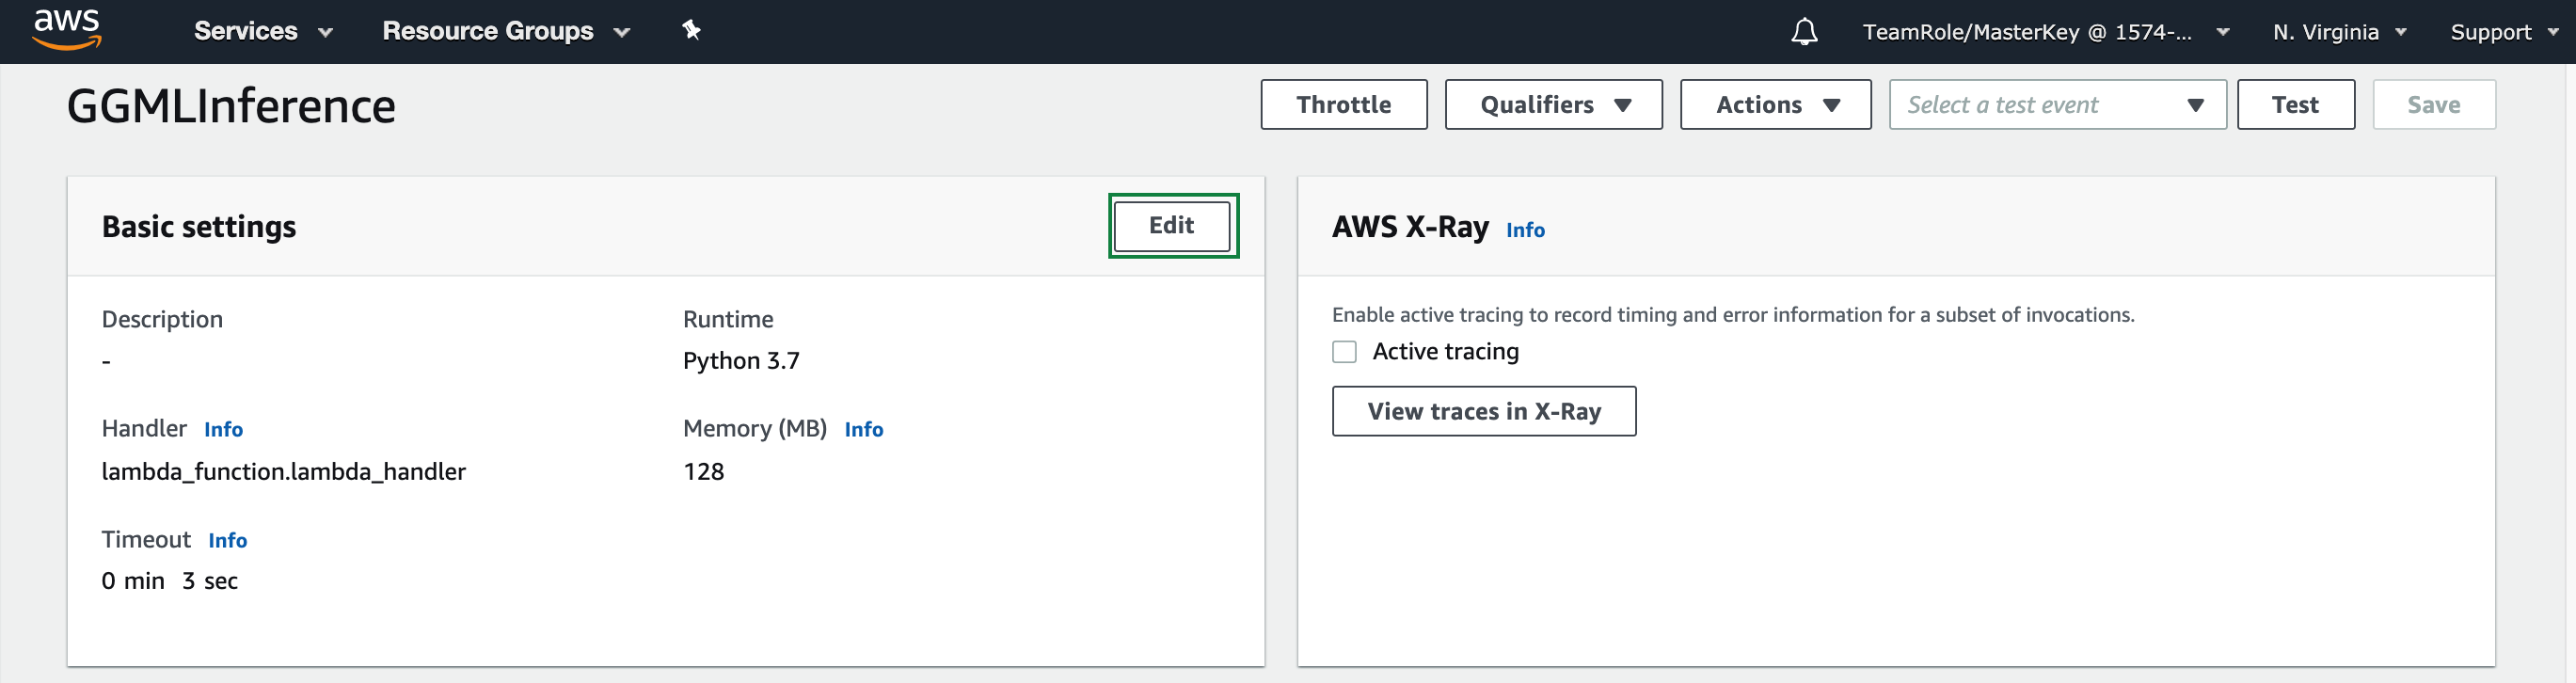 aws Services Resource Groups TeamRole/MasterKey @ 1574-... N. Virginia Support
GGMLInference Throttle Qualifiers Actions Select a test event Test Save
Basic settings Edit
Description Runtime
- Python 3.7
Handler Info Memory (MB) Info
lambda_function.lambda_handler 128
Timeout Info
0 min 3 sec
AWS X-Ray Info
Enable active tracing to record timing and error information for a subset of invocations.
Active tracing
View traces in X-Ray